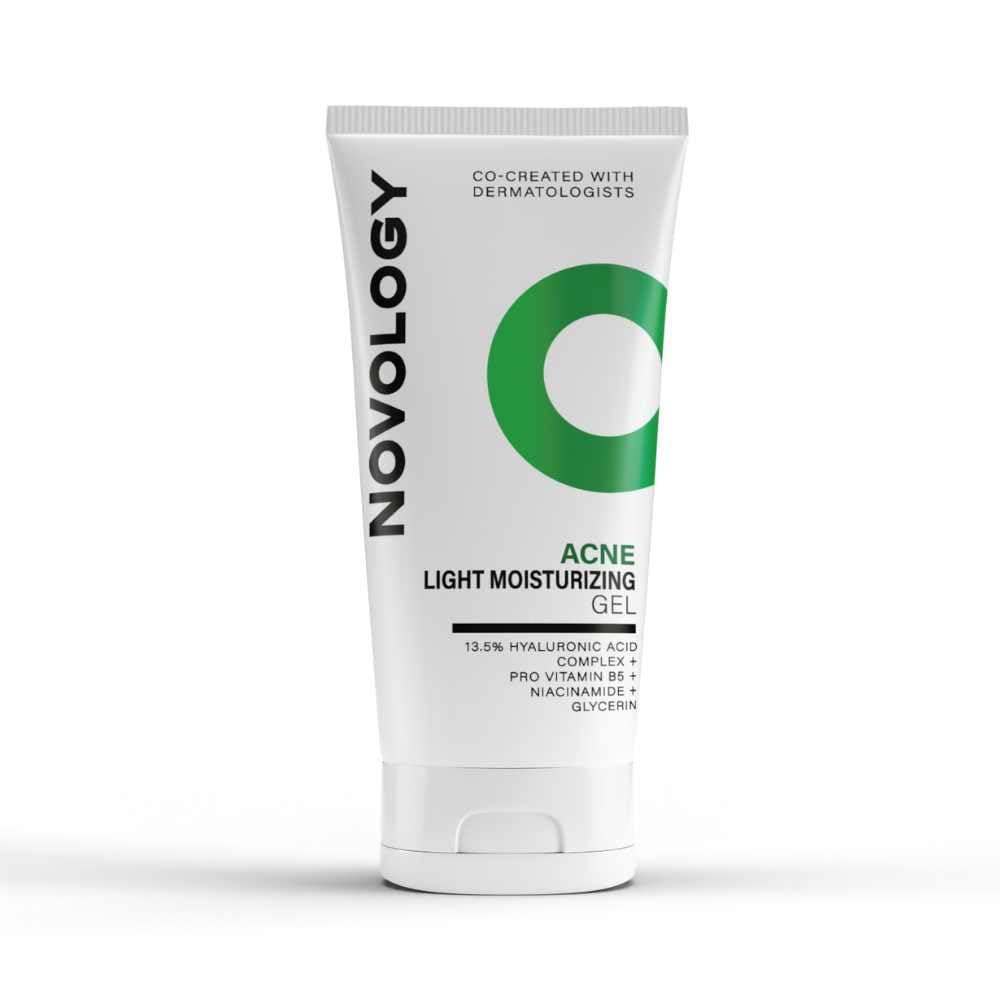 NOVOLOGY
CO-CREATED WITH
DERMATOLOGISTS
ACNE
LIGHT MOISTURIZING
GEL
13.5% HYALURONIC ACID
COMPLEX +
PRO VITAMIN B5 +
NIACINAMIDE +
GLYCERIN